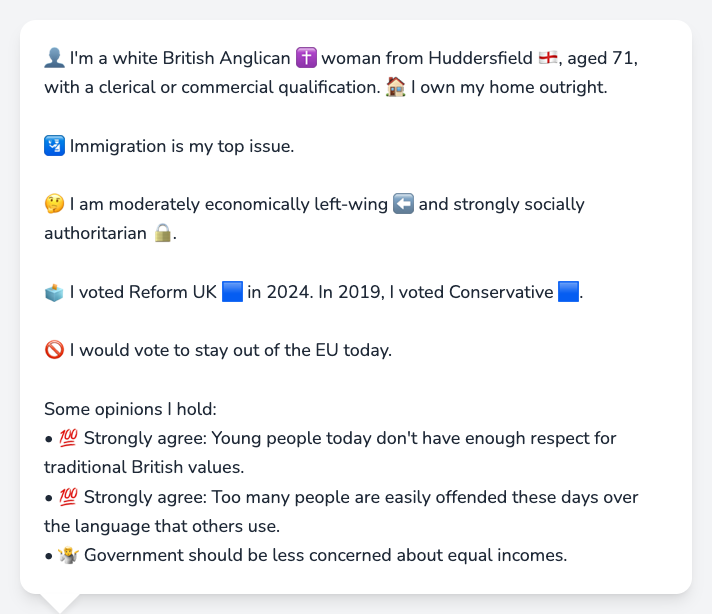 👤 I'm a white British Anglican ✝️ woman from Huddersfield 🏴󠁧󠁢󠁥󠁮󠁧󠁿, aged 71,
with a clerical or commercial qualification. 🏠 I own my home outright.
🛂 Immigration is my top issue.
🤔 I am moderately economically left-wing ⬅️ and strongly socially
authoritarian 🔒.
🗳️ I voted Reform UK 🟦 in 2024. In 2019, I voted Conservative 🟦.
🚫 I would vote to stay out of the EU today.
Some opinions I hold:
• 💯 Strongly agree: Young people today don't have enough respect for
traditional British values.
• 💯 Strongly agree: Too many people are easily offended these days over
the language that others use.
• 🤷 Government should be less concerned about equal incomes.